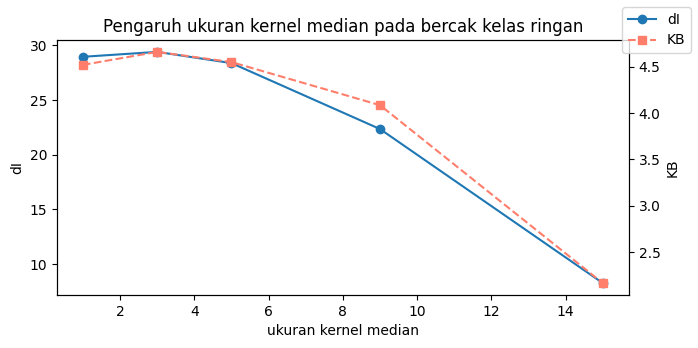 Pengaruh ukuran kernel median pada bercak kelas ringan
dI
KB
30
25
20
15
10
dI
4.5
4.0
3.5
3.0
2.5
KB
2 4 6 8 10 12 14
ukuran kernel median